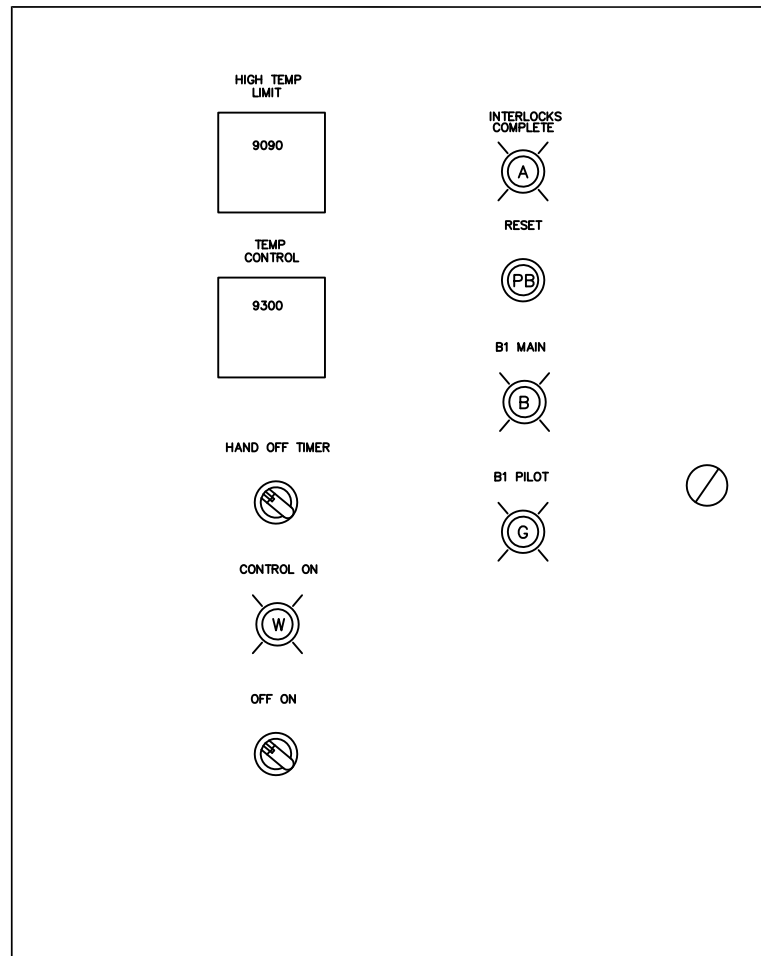 HIGH TEMP
LIMIT
9090
TEMP
CONTROL
9300
HAND OFF TIMER
CONTROL ON
W
OFF ON
INTERLOCKS
COMPLETE
A
RESET
PB
B1 MAIN
B
B1 PILOT
G